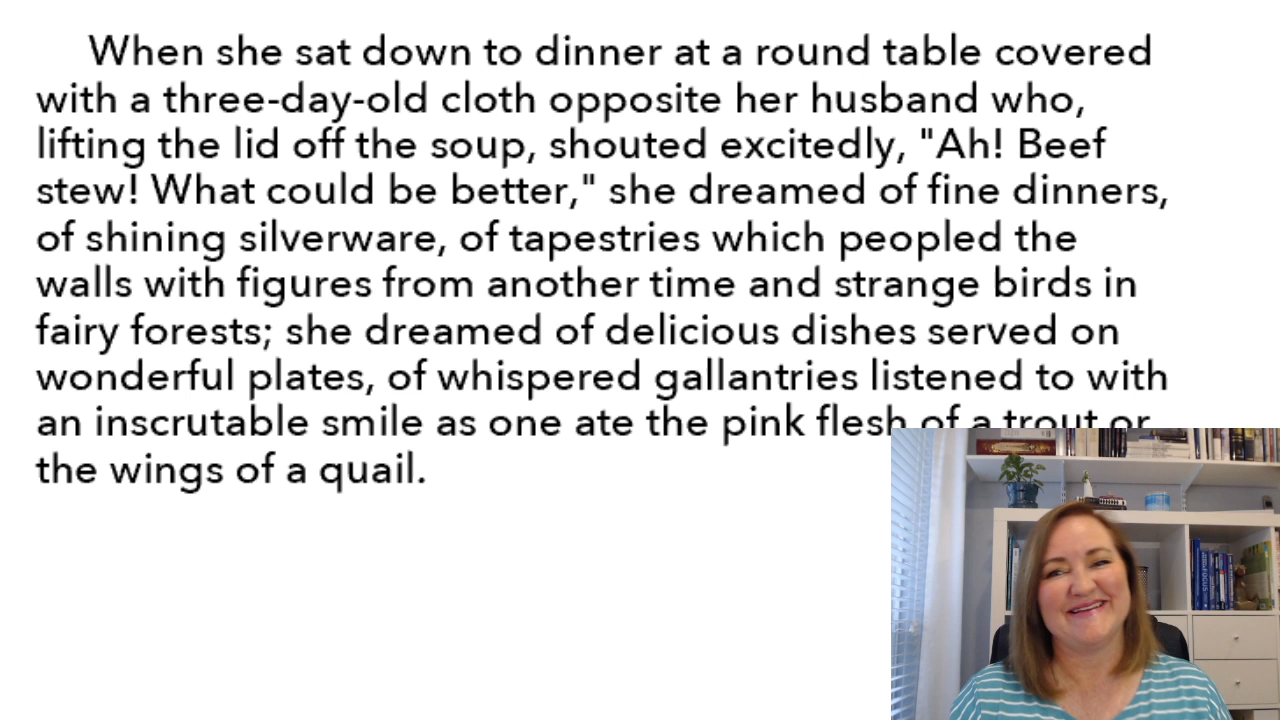 When she sat down to dinner at a round table covered
with a three-day-old cloth opposite her husband who,
lifting the lid off the soup, shouted excitedly, "Ah! Beef
stew! What could be better," she dreamed of fine dinners,
of shining silverware, of tapestries which peopled the
walls with figures from another time and strange birds in
fairy forests; she dreamed of delicious dishes served on
wonderful plates, of whispered gallantries listened to with
an inscrutable smile as one ate the pink flesh of a trout or
the wings of a quail.